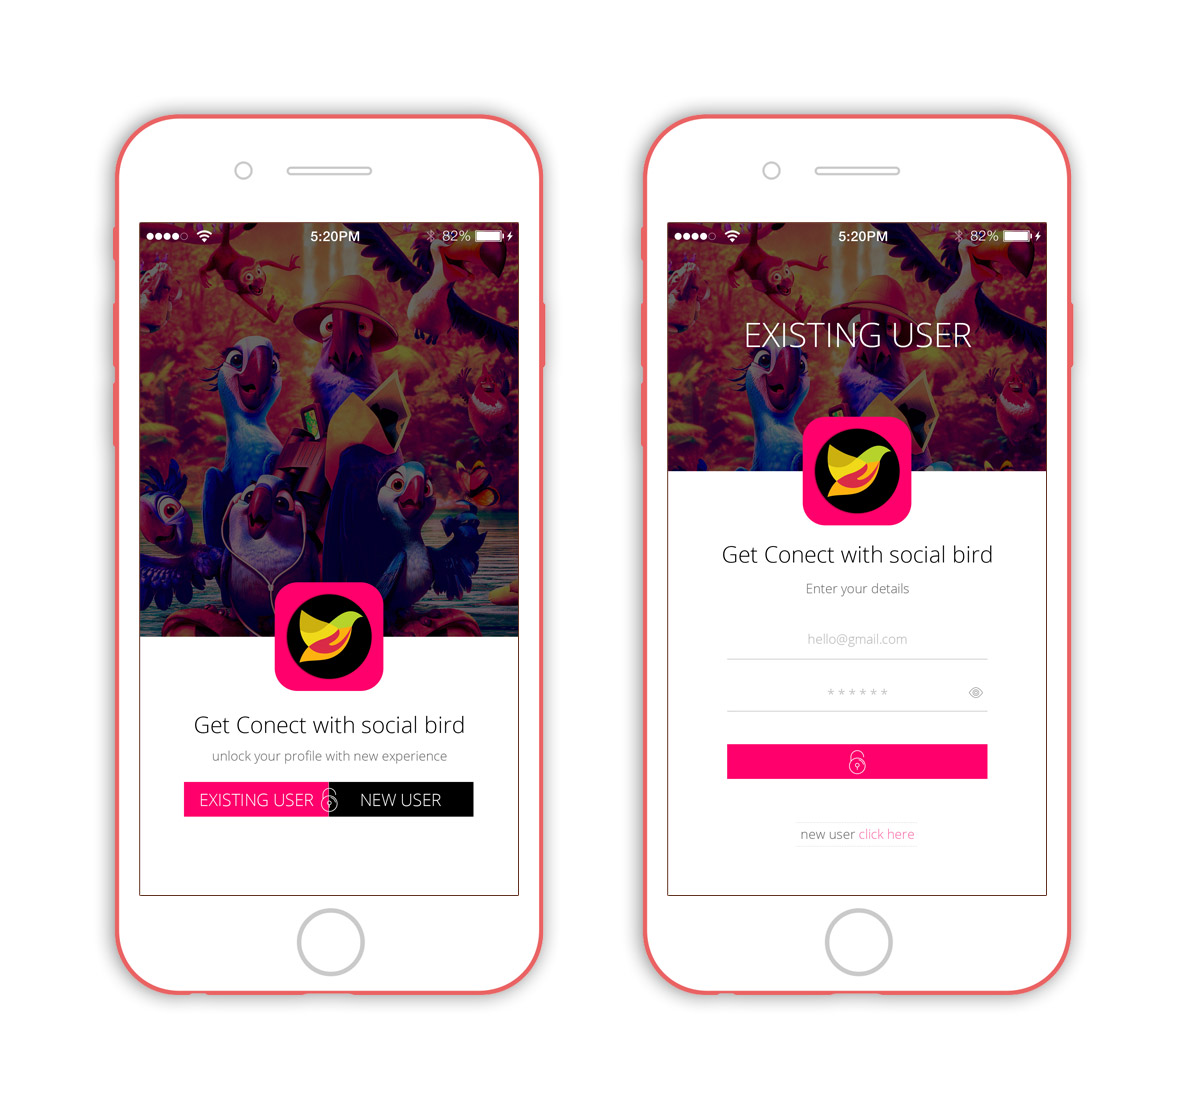 5:20PM 82%
Get Conect with social bird
unlock your profile with new experience
EXISTING USER NEW USER
5:20PM 82%
EXISTING USER
Get Conect with social bird
Enter your details
hello@gmail.com
******
new user click here